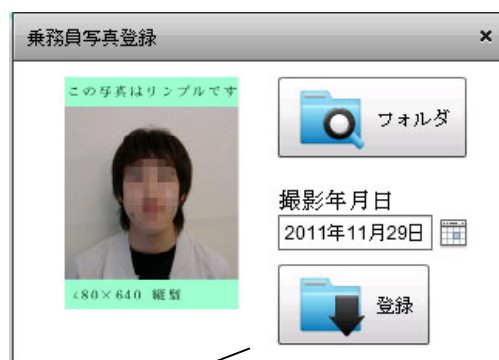 乗務員写真登録
この写真はサンプルです
480×640 縦型
フォルダ
撮影年月日
2011年11月29日
登録